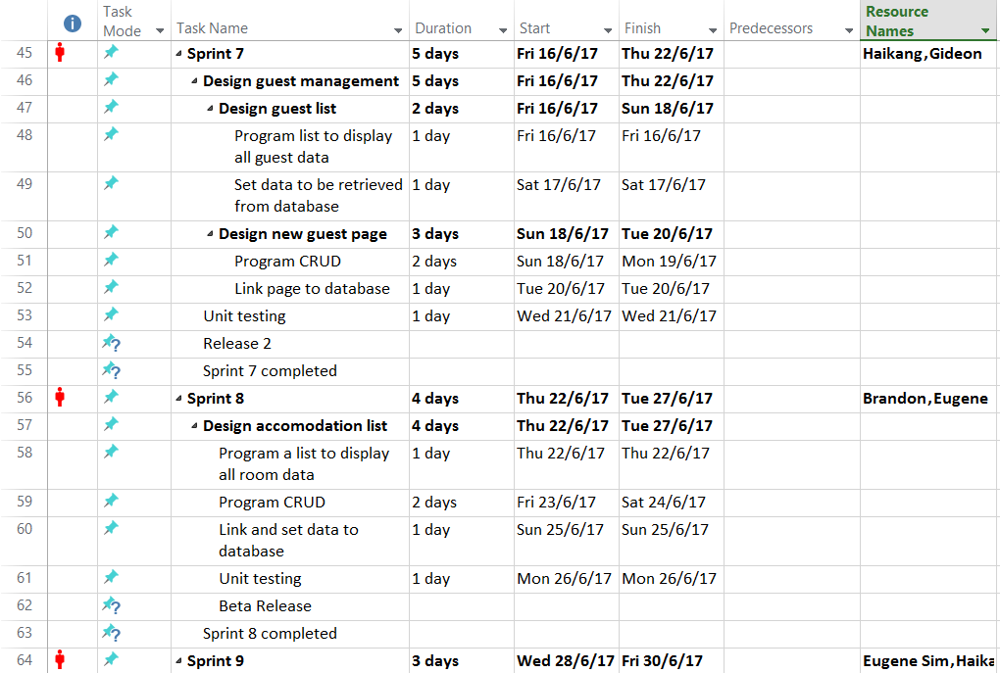 Task Mode Task Name Duration Start Finish Predecessors Resource Names
45 Sprint 7 5 days Fri 16/6/17 Thu 22/6/17 Haikang,Gideon
46 Design guest management 5 days Fri 16/6/17 Thu 22/6/17
47 Design guest list 2 days Fri 16/6/17 Sun 18/6/17
48 Program list to display 1 day Fri 16/6/17 Fri 16/6/17
all guest data
49 Set data to be retrieved 1 day Sat 17/6/17 Sat 17/6/17
from database
50 Design new guest page 3 days Sun 18/6/17 Tue 20/6/17
51 Program CRUD 2 days Sun 18/6/17 Mon 19/6/17
52 Link page to database 1 day Tue 20/6/17 Tue 20/6/17
53 Unit testing 1 day Wed 21/6/17 Wed 21/6/17
54 Release 2
55 Sprint 7 completed
56 Sprint 8 4 days Thu 22/6/17 Tue 27/6/17 Brandon,Eugene
57 Design accomodation list 4 days Thu 22/6/17 Tue 27/6/17
58 Program a list to display 1 day Thu 22/6/17 Thu 22/6/17
all room data
59 Program CRUD 2 days Fri 23/6/17 Sat 24/6/17
60 Link and set data to 1 day Sun 25/6/17 Sun 25/6/17
database
61 Unit testing 1 day Mon 26/6/17 Mon 26/6/17
62 Beta Release
63 Sprint 8 completed
64 Sprint 9 3 days Wed 28/6/17 Fri 30/6/17 Eugene Sim,Haika